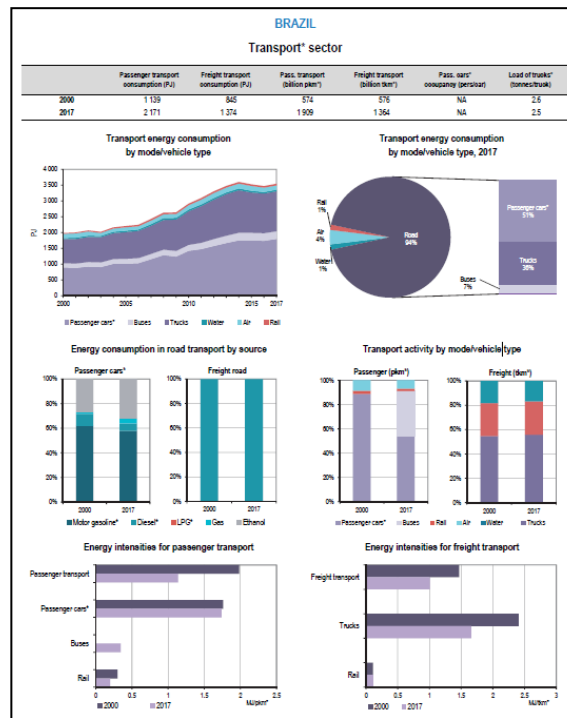 BRAZIL
Transport* sector
Passenger transport consumption (PJ) Freight transport consumption (PJ) Pass. transport (billion pkm*) Freight transport (billion tkm*) Pass. cars* occupancy (pers/car) Load of trucks* (tonnes/truck)
2000 1 139 845 574 576 NA 2.6
2017 2 171 1 374 1 909 1 364 NA 2.5
Transport energy consumption
by mode/vehicle type
PJ
4 000
3 500
3 000
2 500
2 000
1 500
1 000
500
0
2000 2005 2010 2015 2017
Passenger cars* Buses Trucks Water Air Rail
Transport energy consumption
by mode/vehicle type, 2017
Rail
1%
Air
4%
Water
1%
Road
94%
Passenger cars*
51%
Trucks
36%
Buses
7%
Energy consumption in road transport by source
Passenger cars*
100%
80%
60%
40%
20%
0%
2000 2017
Freight road
100%
80%
60%
40%
20%
0%
2000 2017
Motor gasoline* Diesel* LPG* Gas Ethanol
Transport activity by mode/vehicle type
Passenger (pkm*)
100%
80%
60%
40%
20%
0%
2000 2017
Freight (tkm*)
100%
80%
60%
40%
20%
0%
2000 2017
Passenger cars* Buses Rail Air Water Trucks
Energy intensities for passenger transport
Passenger transport
Passenger cars*
Buses
Rail
0 0.5 1 1.5 2 2.5
MJ/pkm*
2000 2017
Energy intensities for freight transport
Freight transport
Trucks
Rail
0 0.5 1 1.5 2 2.5 3
MJ/tkm*
2000 2017